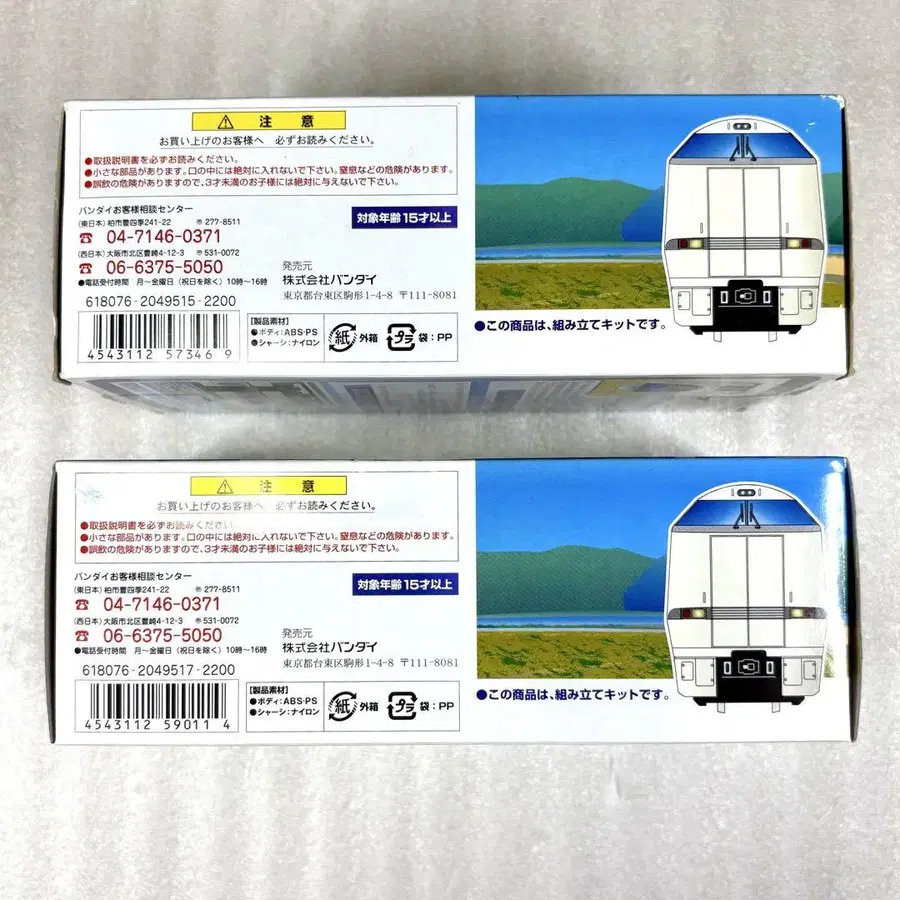 ⚠ 注意
お買い上げのお客様へ 必ずお読みください。
●取扱説明書を必ずお読みください。
●小さな部品があります。口の中には絶対に入れないで下さい。窒息などの危険があります。
●誤飲の危険がありますので、3才未満のお子様には絶対に与えないで下さい。
バンダイお客様相談センター
(東日本)柏市豊四季241-22 〒277-8511
☎ 04-7146-0371
(西日本)大阪市北区豊崎4-12-3 〒531-0072
☎ 06-6375-5050
●電話受付時間 月〜金曜日(祝日を除く)10時〜16時
対象年齢15才以上
発売元
株式会社バンダイ
東京都台東区駒形1-4-8 〒111-8081
618076-2049515-2200
4543112 573469
[製品素材]
●ボディ:ABS・PS
●シャーシ:ナイロン
紙 外箱
プラ 袋:PP
●この商品は、組み立てキットです。
⚠ 注意
お買い上げのお客様へ 必ずお読みください。
●取扱説明書を必ずお読みください
●小さな部品があります。口の中には絶対に入れないで下さい。窒息などの危険があります。
●誤飲の危険がありますので、3才未満のお子様には絶対に与えないで下さい。
バンダイお客様相談センター
(東日本)柏市豊四季241-22 〒277-8511
☎ 04-7146-0371
(西日本)大阪市北区豊崎4-12-3 〒531-0072
☎ 06-6375-5050
●電話受付時間 月〜金曜日(祝日を除く)10時〜16時
対象年齢15才以上
発売元
株式会社バンダイ
東京都台東区駒形1-4-8 〒111-8081
618076-2049517-2200
4543112 590114
[製品素材]
●ボディ:ABS・PS
●シャーシ:ナイロン
紙 外箱
プラ 袋:PP
●この商品は、組み立てキットです。